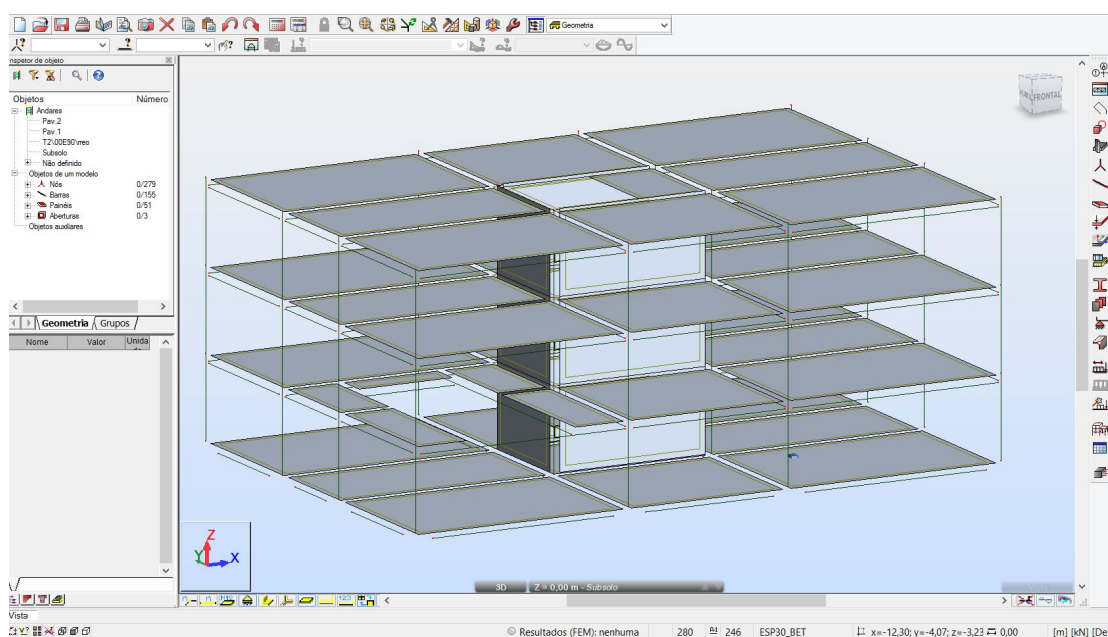 Geometria
nspetor de objeto
Objetos Número
Andares
Pav.2
Pav.1
T2\00E90\rreo
Subsolo
Não definido
Objetos de um modelo
Nós 0/279
Barras 0/155
Painéis 0/51
Aberturas 0/3
Objetos auxiliares
FRONTAL
Geometria Grupos
Nome Valor Unida
Z
Y X
3D Z = 0,00 m - Subsolo
Vista
Resultados (FEM): nenhuma 280 246 ESP30_BET x=-12,30; y=-4,07; z=-3,23 0,00 [m] [kN] [De